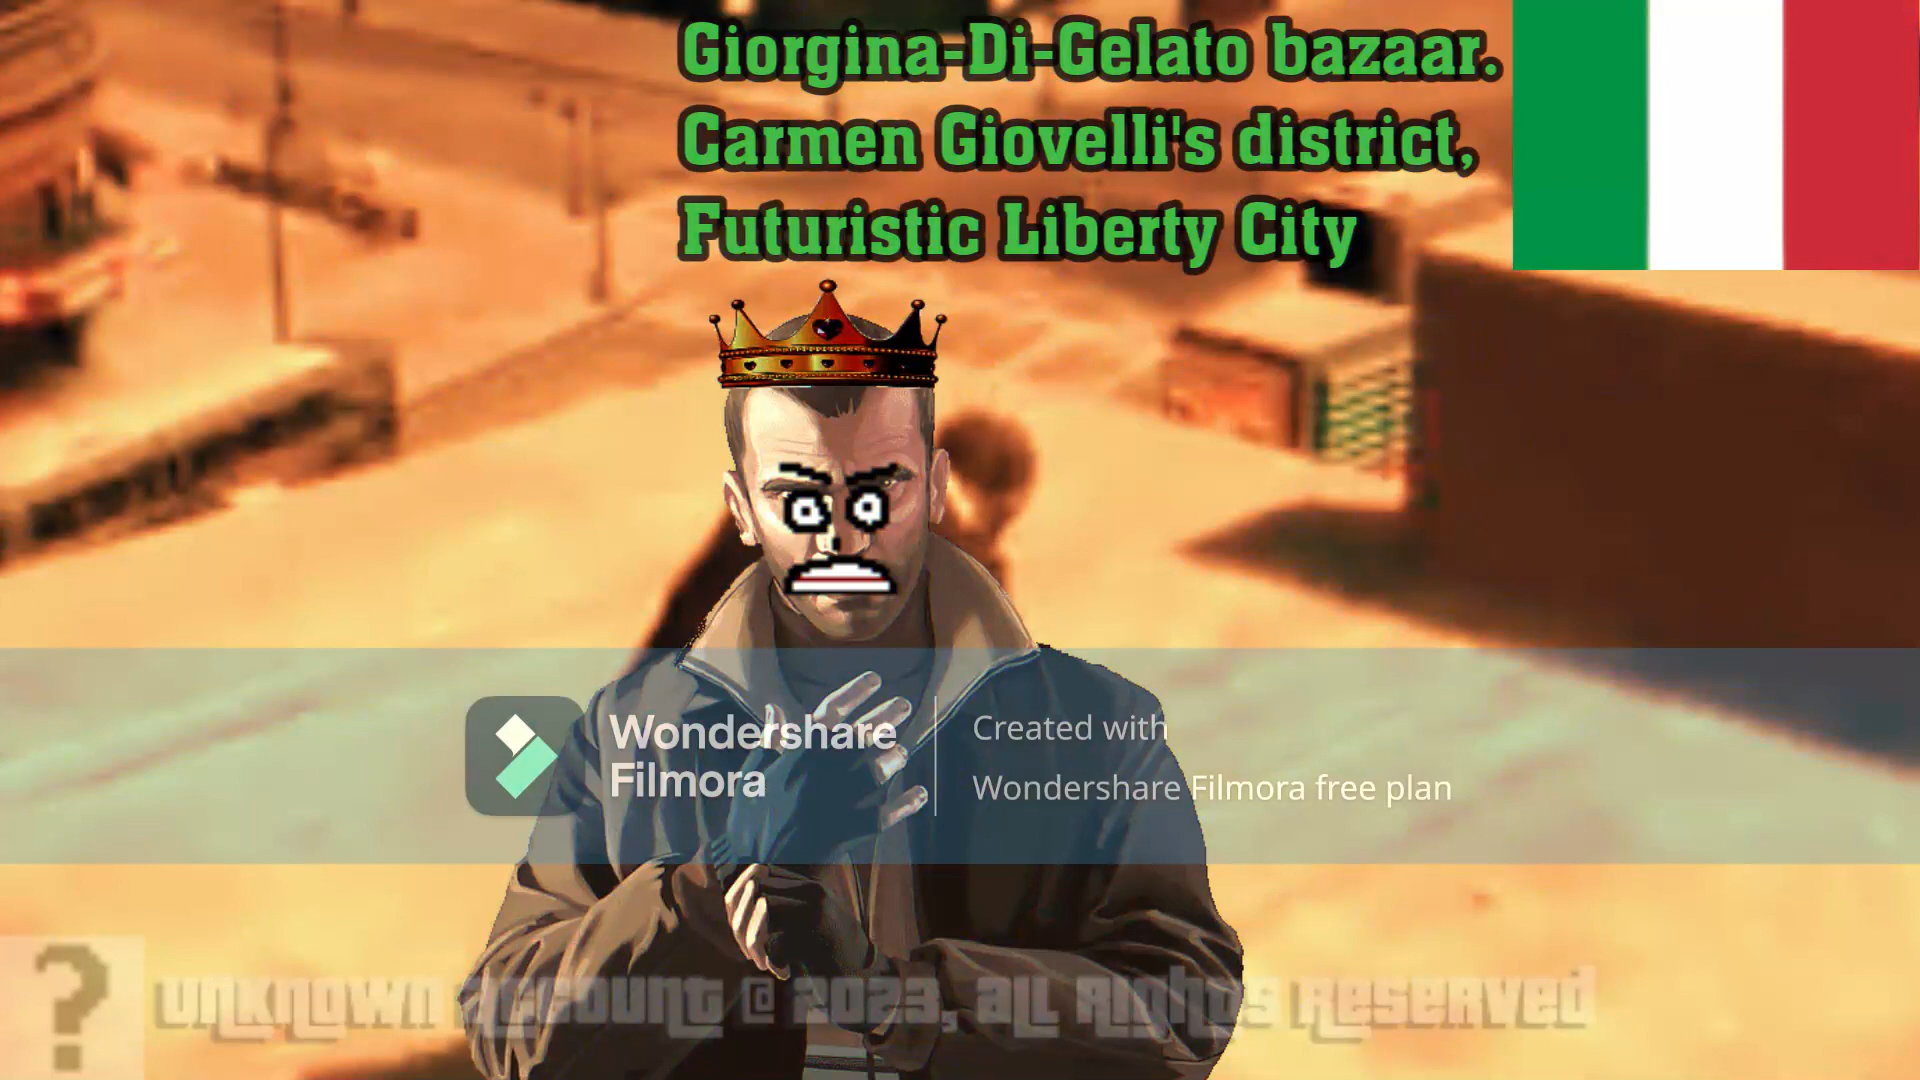 Giorgina-Di-Gelato bazaar.
Carmen Giovelli's district,
Futuristic Liberty City
Wondershare
Filmora
Created with
Wondershare Filmora free plan
?
Unknown Account @ 2023, all Rights Reserved